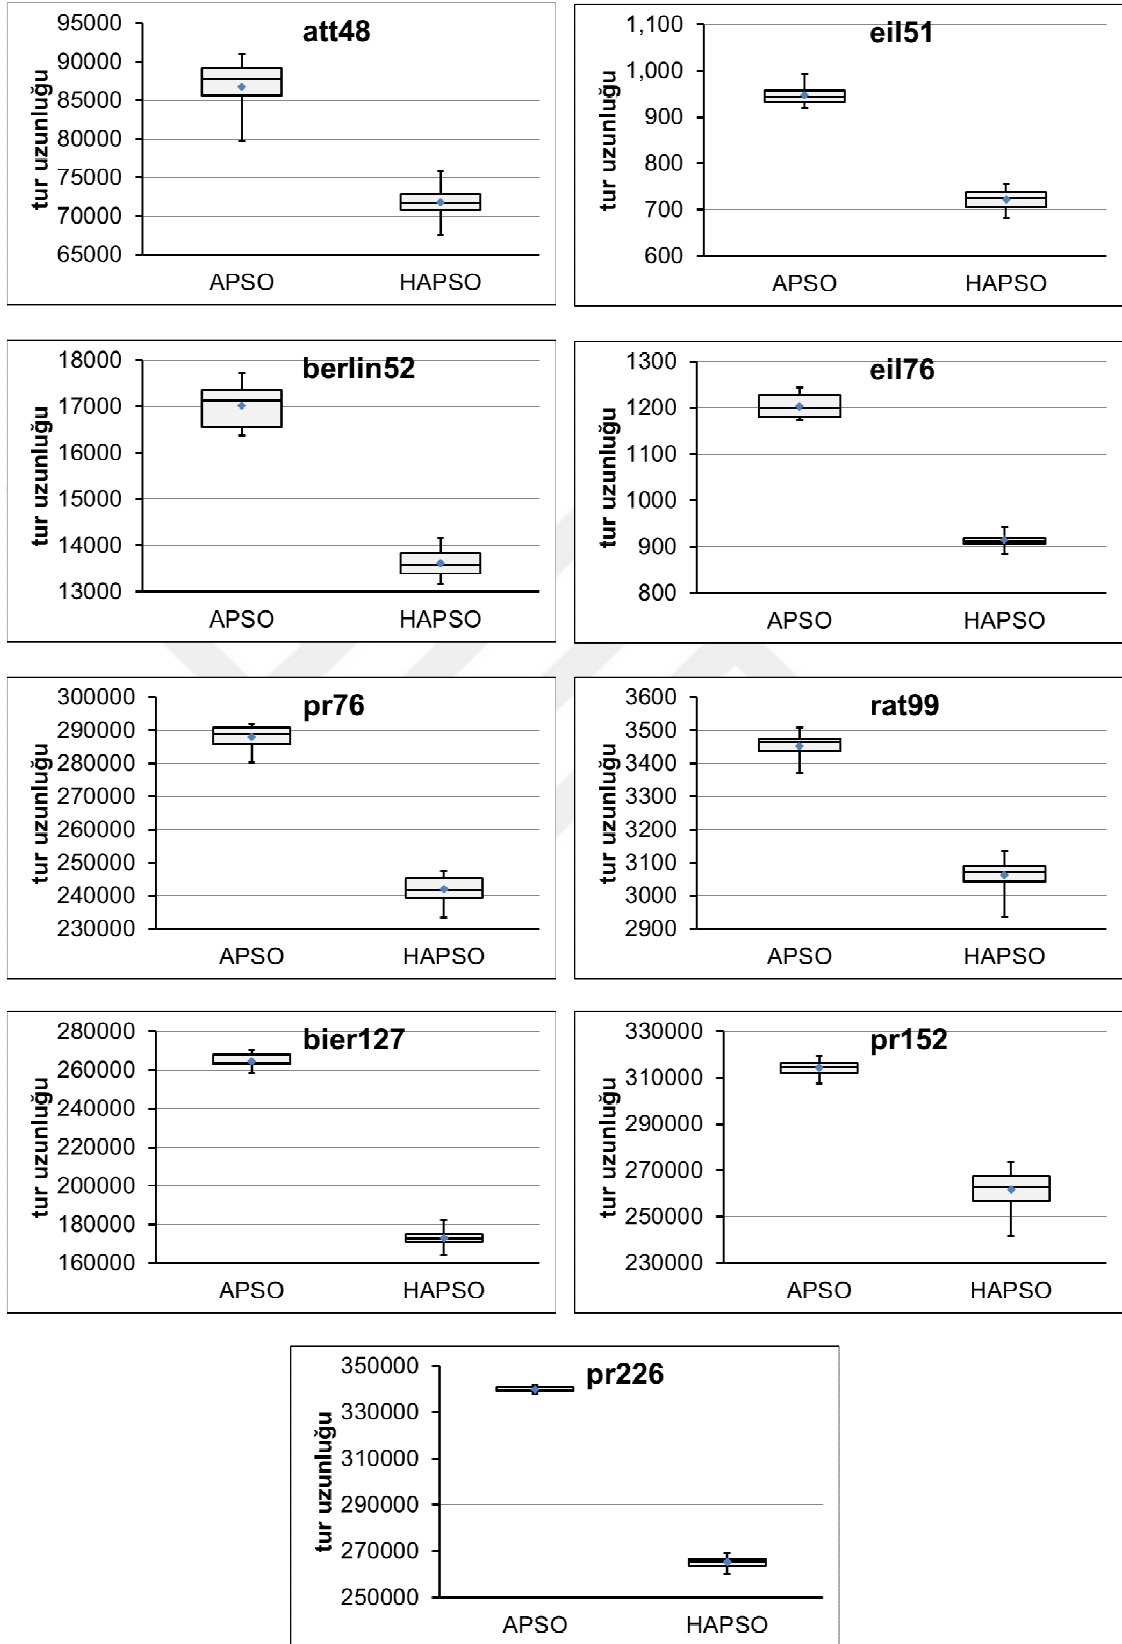 att48
tur uzunluğu
95000
90000
85000
80000
75000
70000
65000
APSO HAPSO
eil51
tur uzunluğu
1,100
1,000
900
800
700
600
APSO HAPSO
berlin52
tur uzunluğu
18000
17000
16000
15000
14000
13000
APSO HAPSO
eil76
tur uzunluğu
1300
1200
1100
1000
900
800
APSO HAPSO
pr76
tur uzunluğu
300000
290000
280000
270000
260000
250000
240000
230000
APSO HAPSO
rat99
tur uzunluğu
3600
3500
3400
3300
3200
3100
3000
2900
APSO HAPSO
bier127
tur uzunluğu
280000
260000
240000
220000
200000
180000
160000
APSO HAPSO
pr152
tur uzunluğu
330000
310000
290000
270000
250000
230000
APSO HAPSO
pr226
tur uzunluğu
350000
330000
310000
290000
270000
250000
APSO HAPSO